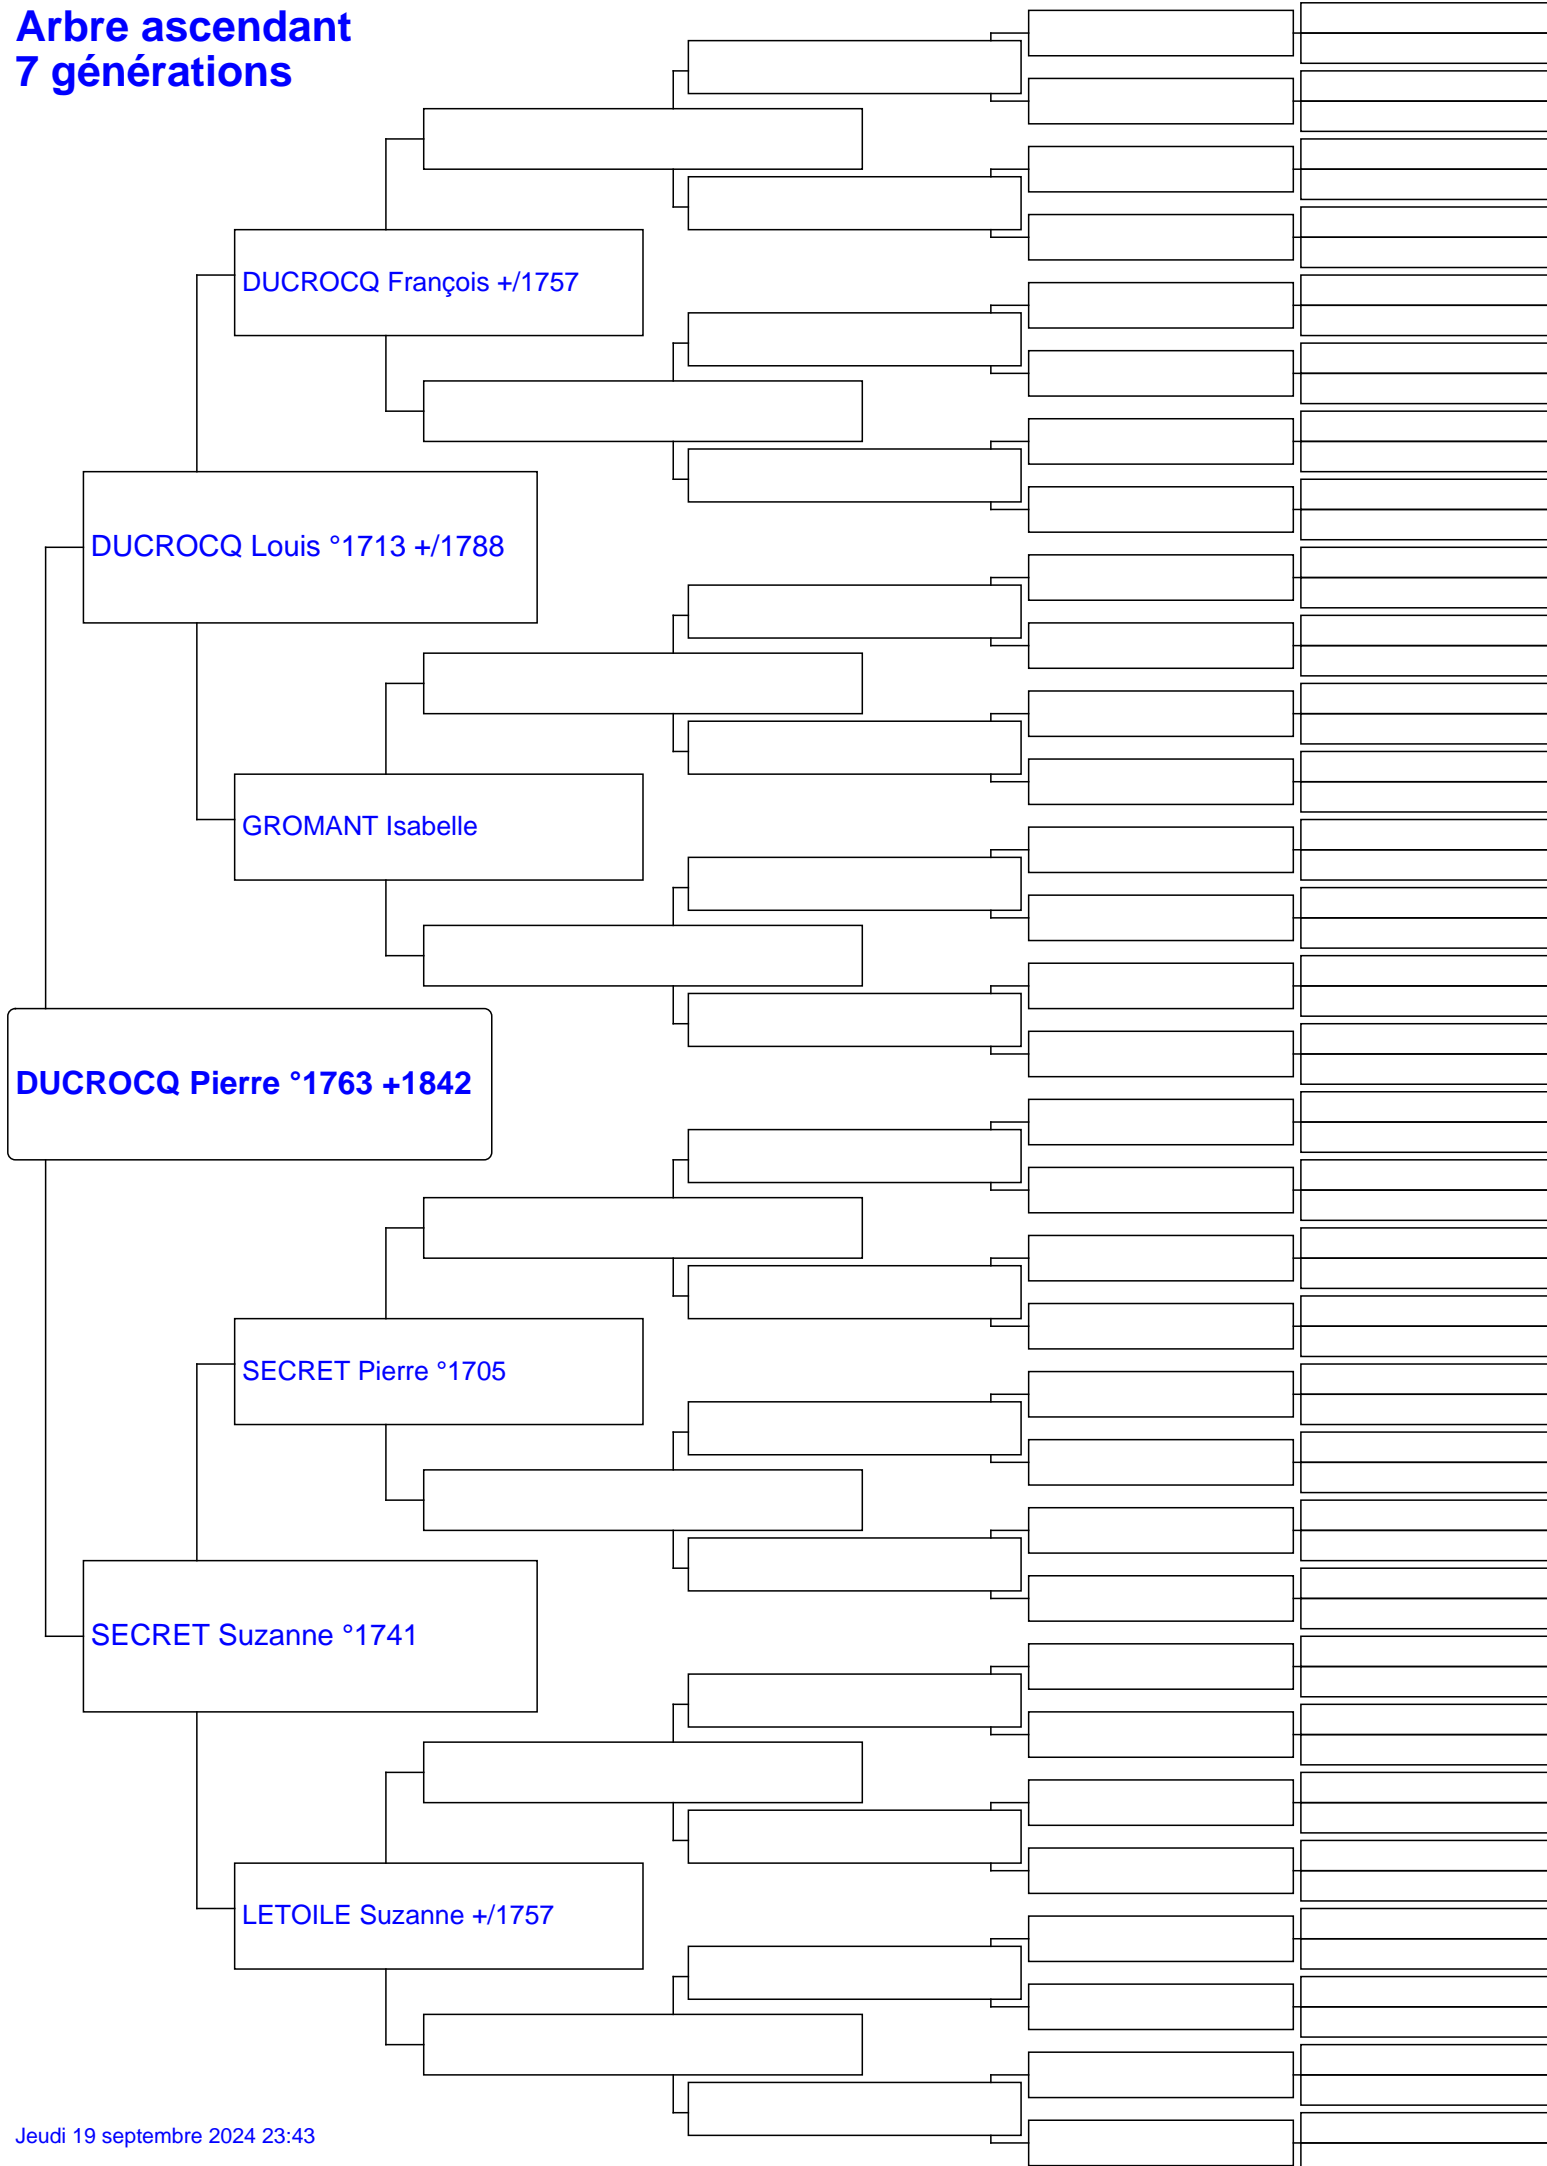 Arbre ascendant
7 générations
DUCROCQ François +/1757
DUCROCQ Louis °1713 +/1788
GROMANT Isabelle
DUCROCQ Pierre °1763 +1842
SECRET Pierre °1705
SECRET Suzanne °1741
LETOILE Suzanne +/1757
Jeudi 19 septembre 2024 23:43